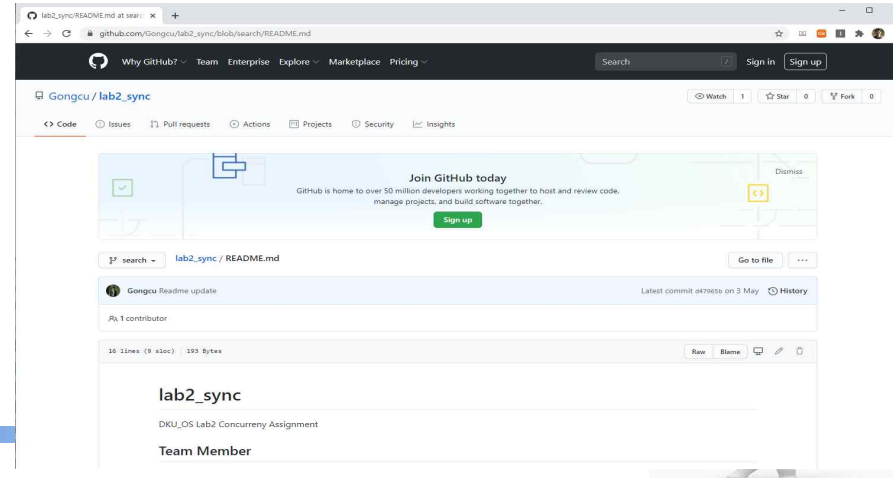 lab2_sync/README.md at searc
github.com/Gongcu/lab2_sync/blob/search/README.md
Why GitHub? Team Enterprise Explore Marketplace Pricing Search / Sign in Sign up
Gongcu / lab2_sync Watch 1 Star 0 Fork 0
Code Issues Pull requests Actions Projects Security Insights
Join GitHub today
Dismiss
GitHub is home to over 50 million developers working together to host and review code,
manage projects, and build software together.
Sign up
search lab2_sync / README.md Go to file ...
Gongcu Readme update Latest commit d479656 on 3 May History
1 contributor
16 lines (9 sloc) 193 Bytes Raw Blame
lab2_sync
DKU_OS Lab2 Concurreny Assignment
Team Member